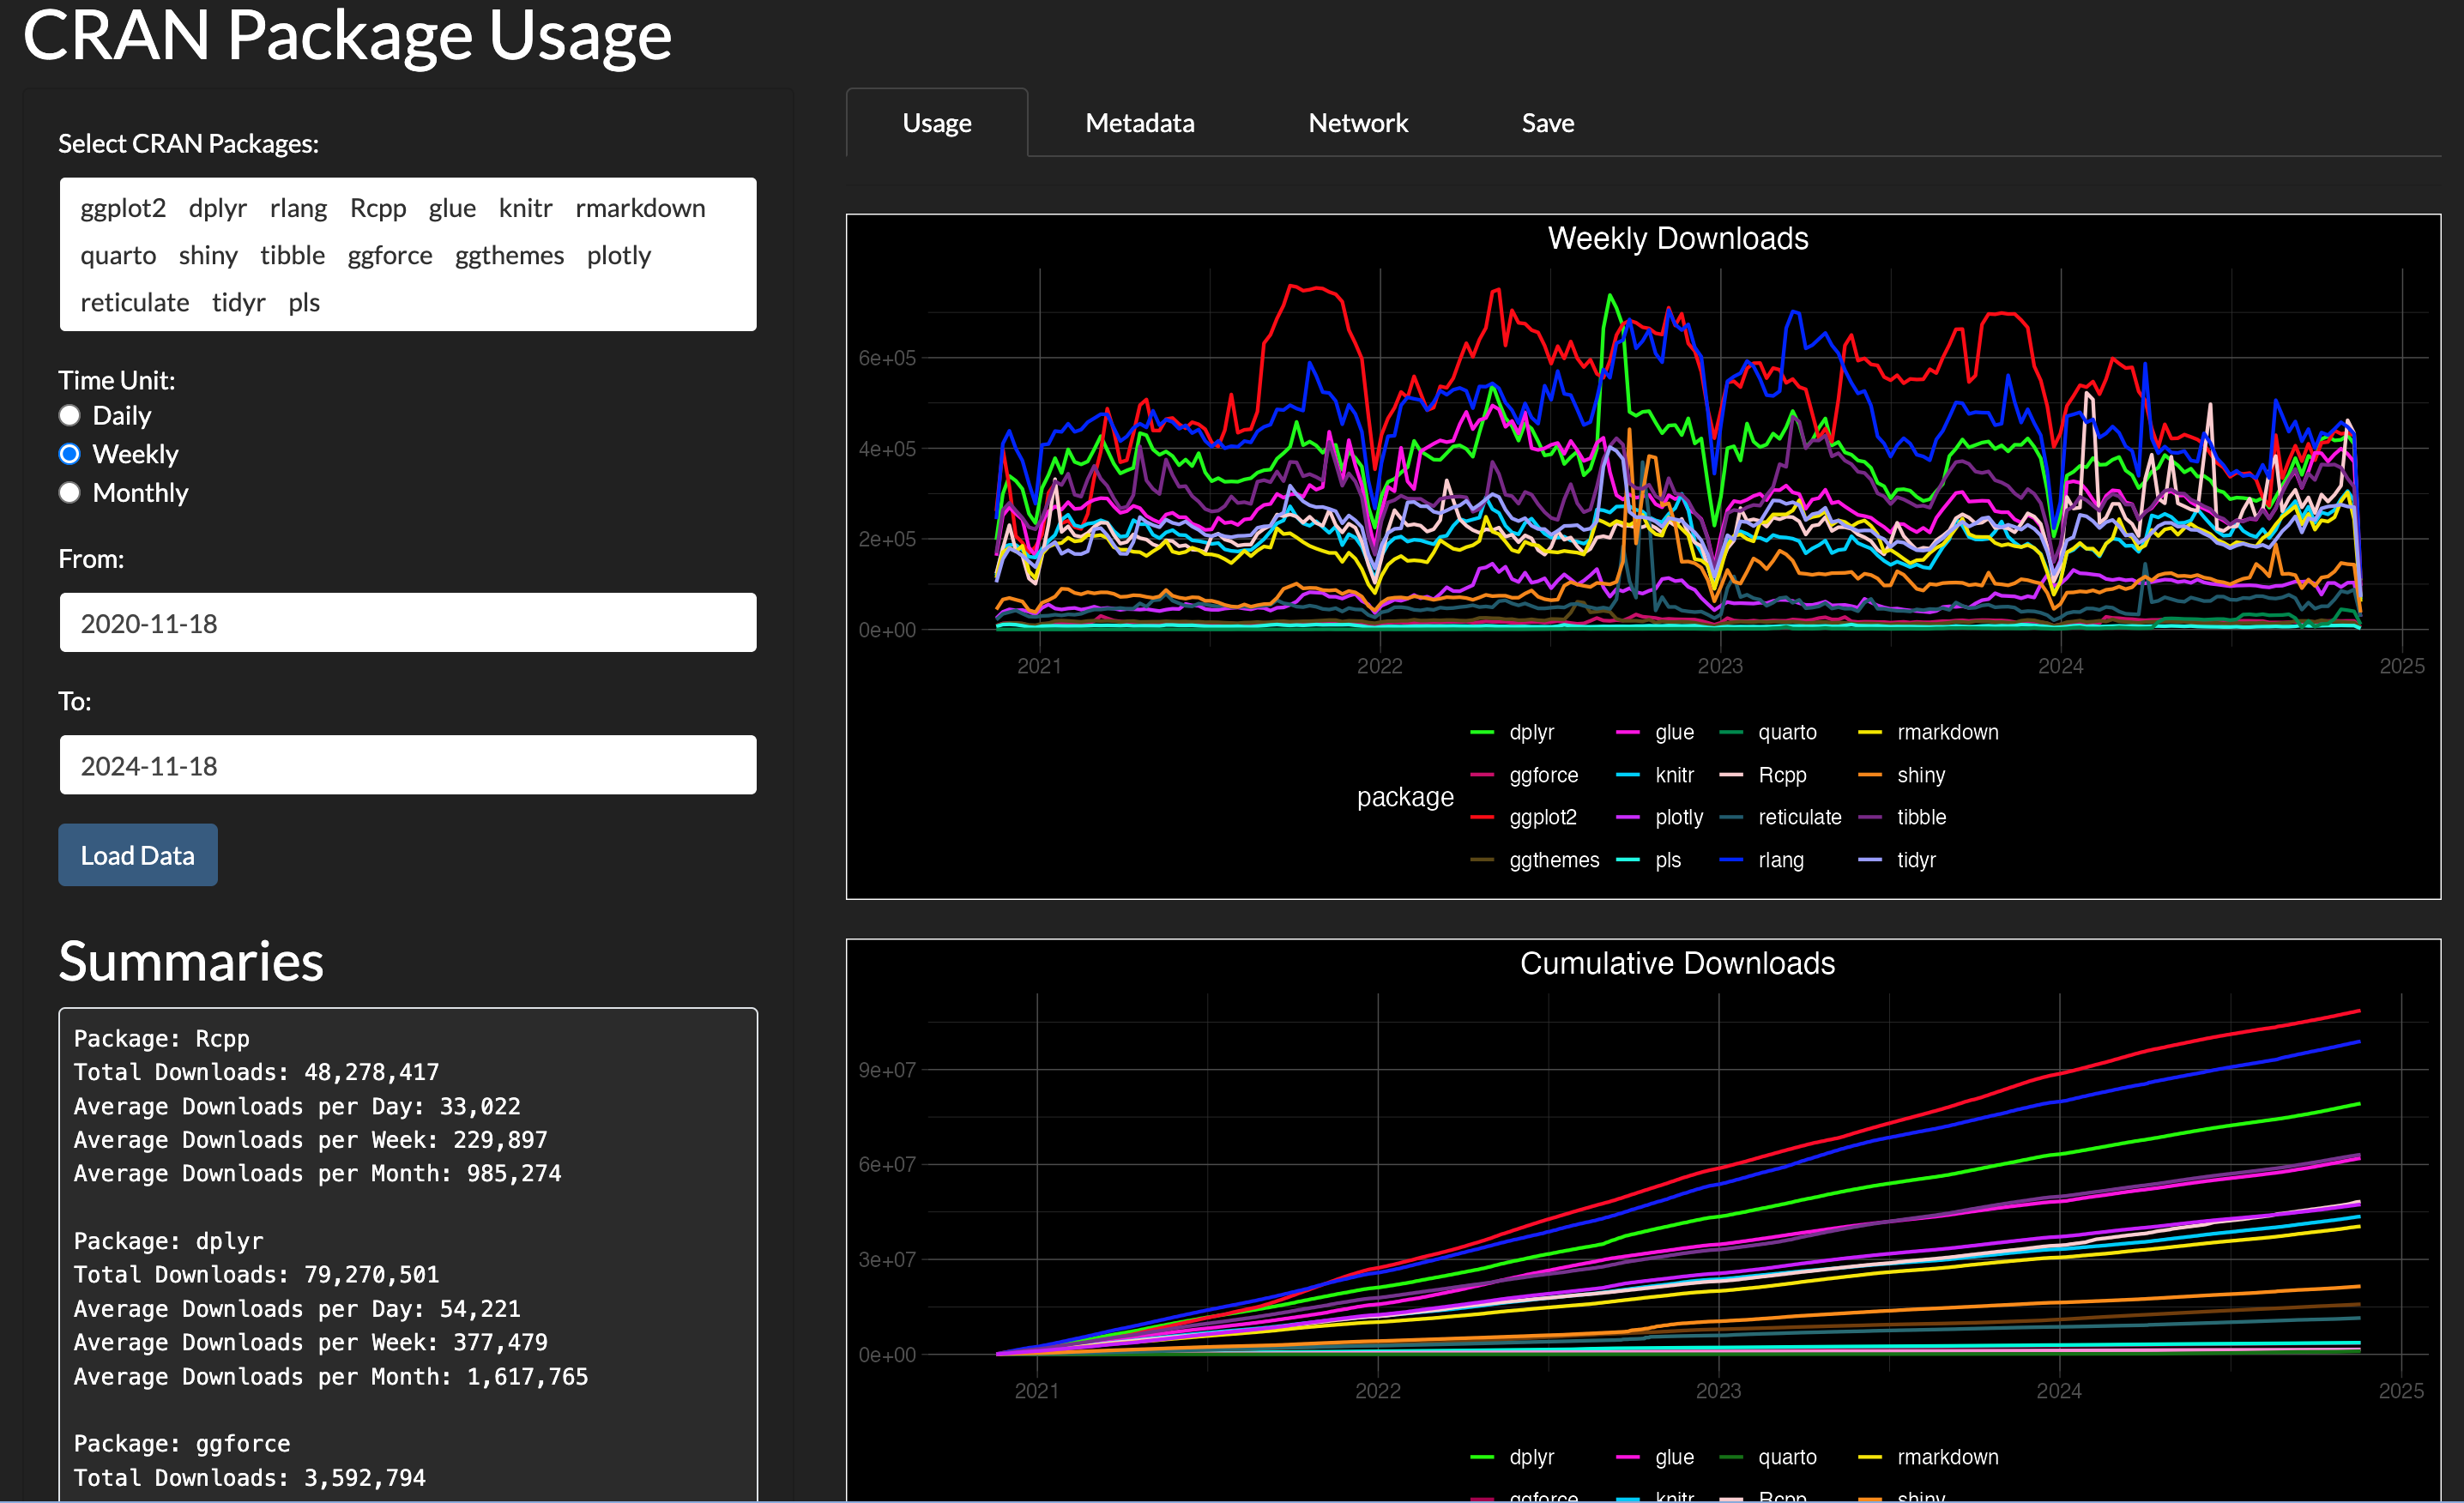 CRAN Package Usage
Select CRAN Packages:
ggplot2 dplyr rlang Rcpp glue knitr rmarkdown
quarto shiny tibble ggforce ggthemes plotly
reticulate tidyr pls
Time Unit:
Daily
Weekly
Monthly
From:
2020-11-18
To:
2024-11-18
Load Data
Summaries
Package: Rcpp
Total Downloads: 48,278,417
Average Downloads per Day: 33,022
Average Downloads per Week: 229,897
Average Downloads per Month: 985,274
Package: dplyr
Total Downloads: 79,270,501
Average Downloads per Day: 54,221
Average Downloads per Week: 377,479
Average Downloads per Month: 1,617,765
Package: ggforce
Total Downloads: 3,592,794
Usage Metadata Network Save
Weekly Downloads
6e+05
4e+05
2e+05
0e+00
2021 2022 2023 2024 2025
package
dplyr glue quarto rmarkdown
ggforce knitr Rcpp shiny
ggplot2 plotly reticulate tibble
ggthemes pls rlang tidyr
Cumulative Downloads
9e+07
6e+07
3e+07
0e+00
2021 2022 2023 2024 2025
dplyr glue quarto rmarkdown
ggforce knitr Rcpp shiny